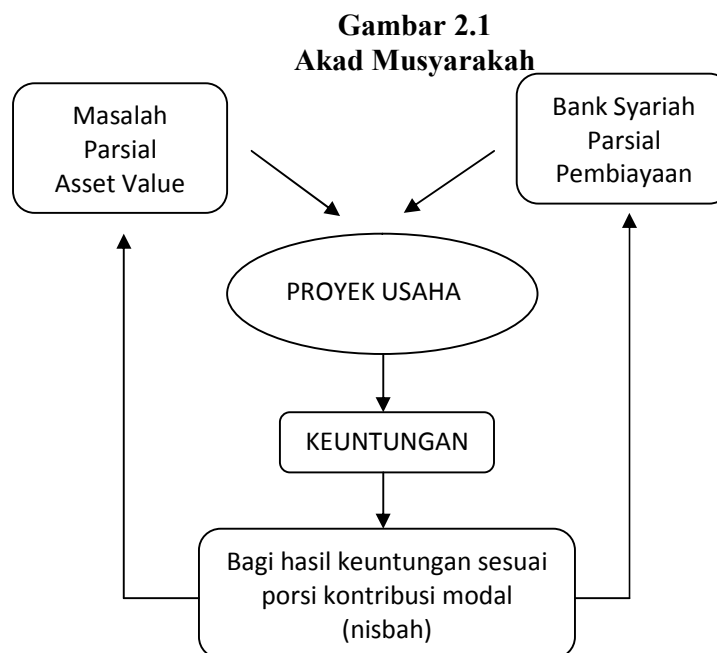 Gambar 2.1
Akad Musyarakah
Masalah
Parsial
Asset Value
Bank Syariah
Parsial
Pembiayaan
PROYEK USAHA
KEUNTUNGAN
Bagi hasil keuntungan sesuai
porsi kontribusi modal
(nisbah)